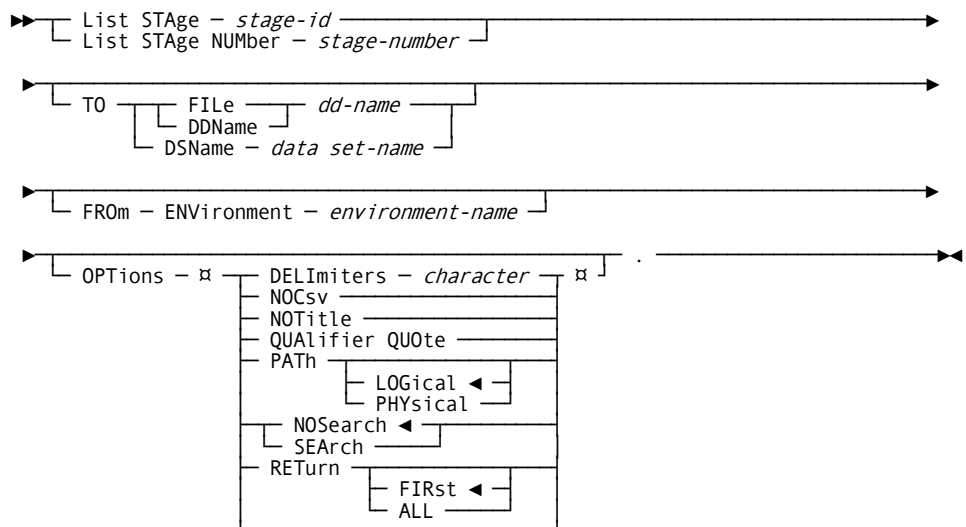 List STAge — stage-id
List STAge NUMber — stage-number
TO FILe dd-name
DDName
DSName — data set-name
FROm — ENVironment — environment-name
.
OPTions — ¤ DELImiters — character ¤
NOCsv
NOTitle
QUAlifier QUOte
PATh
LOGical ◄
PHYsical
NOSearch ◄
SEArch
RETurn
FIRst ◄
ALL